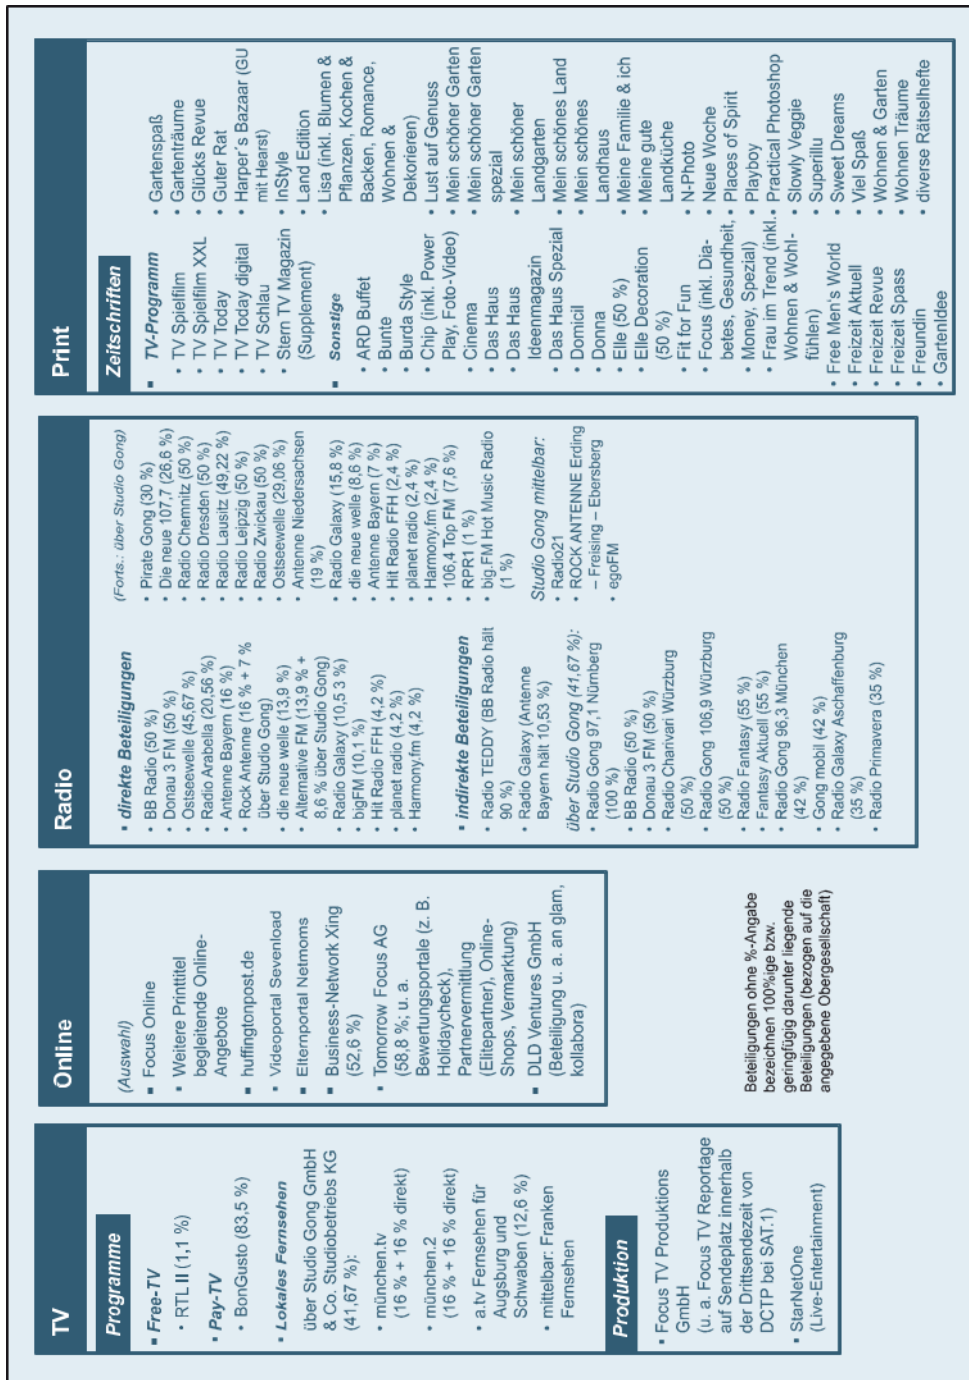 TV
Programme
▪ Free-TV
• RTL II (1,1 %)
▪ Pay-TV
• BonGusto (83,5 %)
▪ Lokales Fernsehen
über Studio Gong GmbH
& Co. Studiobetriebs KG
(41,67 %):
• münchen.tv
(16 % + 16 % direkt)
• münchen.2
(16 % + 16 % direkt)
• a.tv Fernsehen für
Augsburg und
Schwaben (12,6 %)
• mittelbar: Franken
Fernsehen
Produktion
▪ Focus TV Produktions
GmbH
(u. a. Focus TV Reportage
auf Sendeplatz innerhalb
der Drittsendezeit von
DCTP bei SAT.1)
▪ StarNetOne
(Live-Entertainment)
Online
(Auswahl)
▪ Focus Online
▪ Weitere Printtitel
begleitende Online-
Angebote
▪ huffingtonpost.de
▪ Videoportal Sevenload
▪ Elternportal Netmoms
▪ Business-Network Xing
(52,6 %)
▪ Tomorrow Focus AG
(58,8 %; u. a.
Bewertungsportale (z. B.
Holidaycheck),
Partnervermittlung
(Elitepartner), Online-
Shops, Vermarktung)
▪ DLD Ventures GmbH
(Beteiligung u. a. an glam,
kollabora)
Beteiligungen ohne %-Angabe
bezeichnen 100%ige bzw.
geringfügig darunter liegende
Beteiligungen (bezogen auf die
angegebene Obergesellschaft)
Radio
▪ direkte Beteiligungen
• BB Radio (50 %)
• Donau 3 FM (50 %)
• Ostseewelle (45,67 %)
• Radio Arabella (20,56 %)
• Antenne Bayern (16 %)
• Rock Antenne (16 % + 7 %
über Studio Gong)
• die neue welle (13,9 %)
• Alternative FM (13,9 % +
8,6 % über Studio Gong)
• Radio Galaxy (10,5 3 %)
• bigFM (10,1 %)
• Hit Radio FFH (4,2 %)
• planet radio (4,2 %)
• Harmony.fm (4,2 %)
▪ indirekte Beteiligungen
• Radio TEDDY (BB Radio hält
90 %)
• Radio Galaxy (Antenne
Bayern hält 10,53 %)
über Studio Gong (41,67 %):
• Radio Gong 97,1 Nürnberg
(100 %)
• BB Radio (50 %)
• Donau 3 FM (50 %)
• Radio Charivari Würzburg
(50 %)
• Radio Gong 106,9 Würzburg
(50 %)
• Radio Fantasy (55 %)
• Fantasy Aktuell (55 %)
• Radio Gong 96,3 München
(42 %)
• Gong mobil (42 %)
• Radio Galaxy Aschaffenburg
(35 %)
• Radio Primavera (35 %)
(Forts.: über Studio Gong)
• Pirate Gong (30 %)
• Die neue 107,7 (26,6 %)
• Radio Chemnitz (50 %)
• Radio Dresden (50 %)
• Radio Lausitz (49,22 %)
• Radio Leipzig (50 %)
• Radio Zwickau (50 %)
• Ostseewelle (29,06 %)
• Antenne Niedersachsen
(19 %)
• Radio Galaxy (15,8 %)
• die neue welle (8,6 %)
• Antenne Bayern (7 %)
• Hit Radio FFH (2,4 %)
• planet radio (2,4 %)
• Harmony.fm (2,4 %)
• 106,4 Top FM (7,6 %)
• RPR1 (1 %)
• big.FM Hot Music Radio
(1 %)
Studio Gong mittelbar:
• Radio21
• ROCK ANTENNE Erding
– Freising – Ebersberg
• egoFM
Print
Zeitschriften
▪ TV-Programm
• TV Spielfilm
• TV Spielfilm XXL
• TV Today
• TV Today digital
• TV Schlau
• Stern TV Magazin
(Supplement)
▪ Sonstige
• ARD Buffet
• Bunte
• Burda Style
• Chip (inkl. Power
Play, Foto-Video)
• Cinema
• Das Haus
• Das Haus
Ideenmagazin
• Das Haus Spezial
• Domicil
• Donna
• Elle (50 %)
• Elle Decoration
(50 %)
• Fit for Fun
• Focus (inkl. Dia-
betes, Gesundheit,
Money, Spezial)
• Frau im Trend (inkl.
Wohnen & Wohl-
fühlen)
• Free Men's World
• Freizeit Aktuell
• Freizeit Revue
• Freizeit Spass
• Freundin
• GartenIdee
• Gartenspaß
• Gartenträume
• Glücks Revue
• Guter Rat
• Harper´s Bazaar (GU
mit Hearst)
• InStyle
• Land Edition
• Lisa (inkl. Blumen &
Pflanzen, Kochen &
Backen, Romance,
Wohnen &
Dekorieren)
• Lust auf Genuss
• Mein schöner Garten
• Mein schöner Garten
spezial
• Mein schöner
Landgarten
• Mein schönes Land
• Mein schönes
Landhaus
• Meine Familie & ich
• Meine gute
Landküche
• N-Photo
• Neue Woche
• Places of Spirit
• Playboy
• Practical Photoshop
• Slowly Veggie
• Superillu
• Sweet Dreams
• Viel Spaß
• Wohnen & Garten
• Wohnen Träume
• diverse Rätselhefte